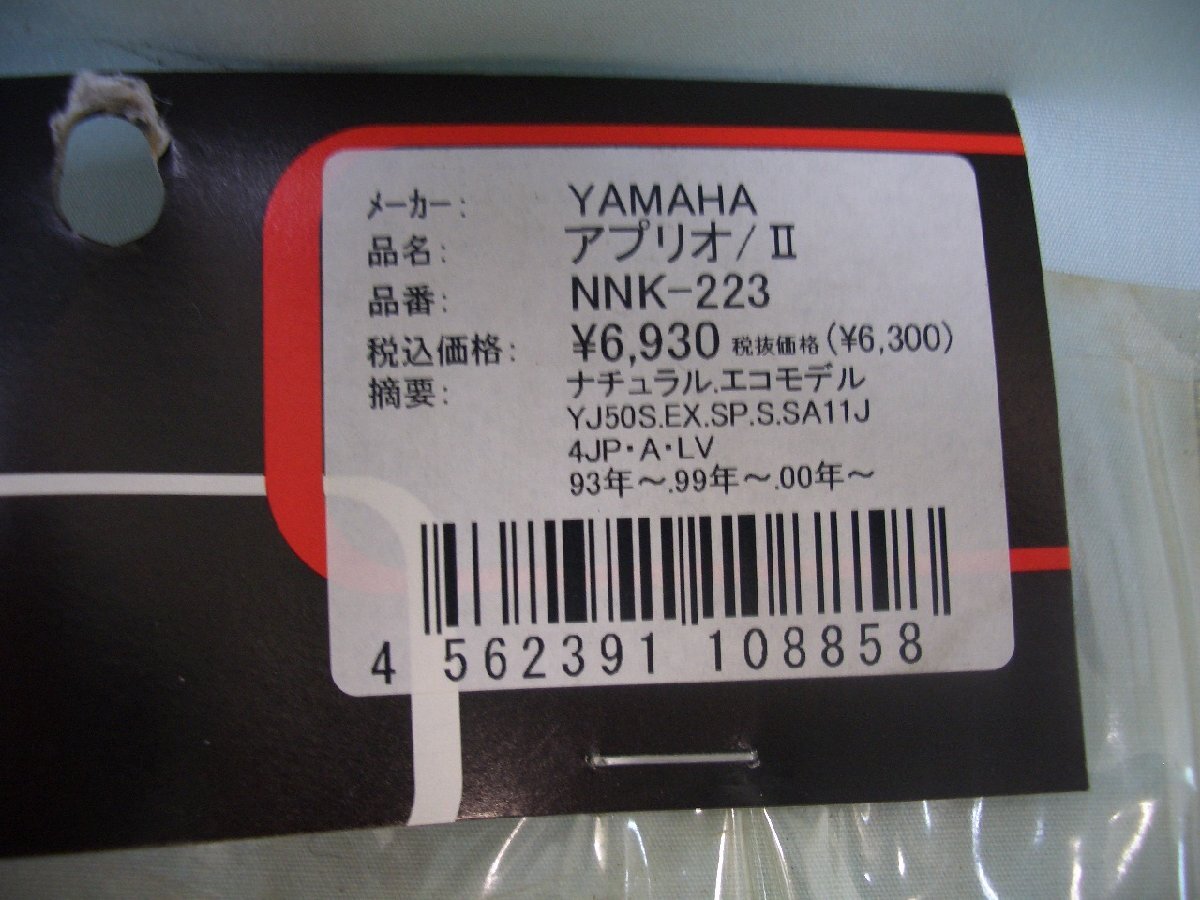 メーカー: YAMAHA
品名: アプリオ/Ⅱ
品番: NNK-223
税込価格: ¥6,930 税抜価格(¥6,300)
摘要: ナチュラル.エコモデル
YJ50S.EX.SP.S.SA11J
4JP・A・LV
93年～.99年～.00年～
4 562391 108858